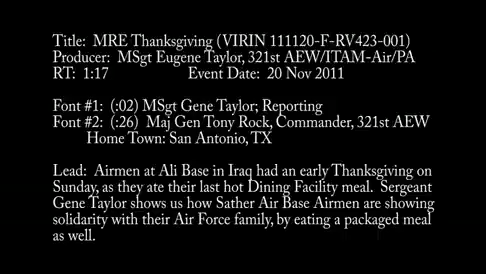 Title:  MRE Thanksgiving (VIRIN 111120-F-RV423-001)
Producer:  MSgt Eugene Taylor, 321st AEW/ITAM-Air/PA
RT:  1:17                    Event Date:  20 Nov 2011
Font #1:  (:02) MSgt Gene Taylor; Reporting
Font #2:  (:26)  Maj Gen Tony Rock, Commander, 321st AEW
Home Town: San Antonio, TX
Lead:  Airmen at Ali Base in Iraq had an early Thanksgiving on
Sunday, as they ate their last hot Dining Facility meal.  Sergeant
Gene Taylor shows us how Sather Air Base Airmen are showing
solidarity with their Air Force family, by eating a packaged meal
as well.